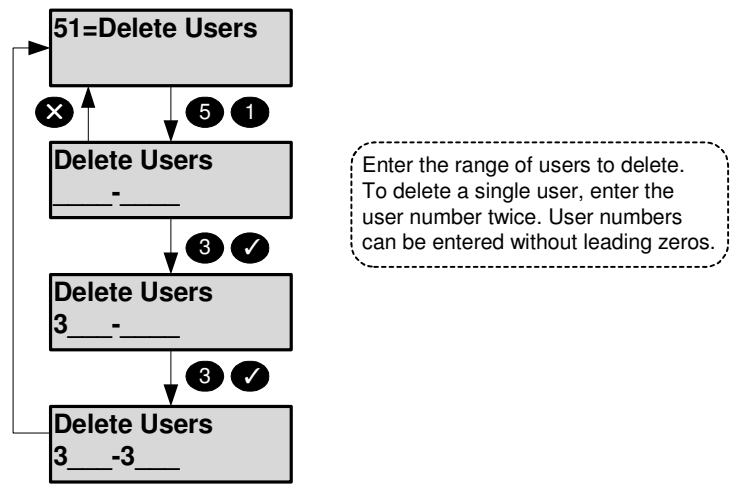 51=Delete Users
✕
5 1
Delete Users
____-____
Enter the range of users to delete.
To delete a single user, enter the
user number twice. User numbers
can be entered without leading zeros.
3 ✓
Delete Users
3___-____
3 ✓
Delete Users
3___-3___